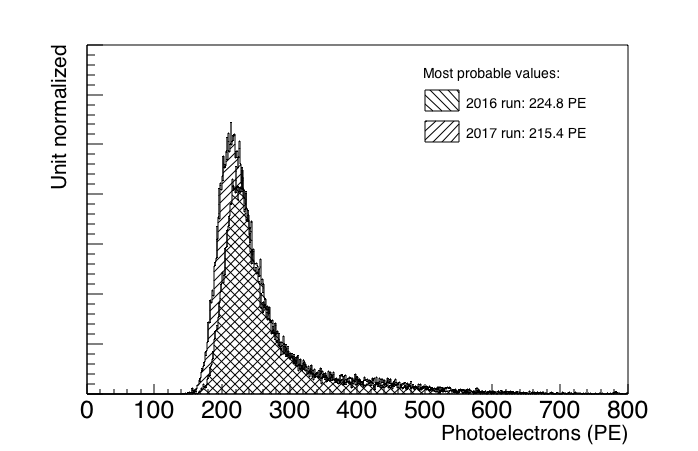 Unit normalized
Most probable values:
2016 run: 224.8 PE
2017 run: 215.4 PE
0 100 200 300 400 500 600 700 800
Photoelectrons (PE)